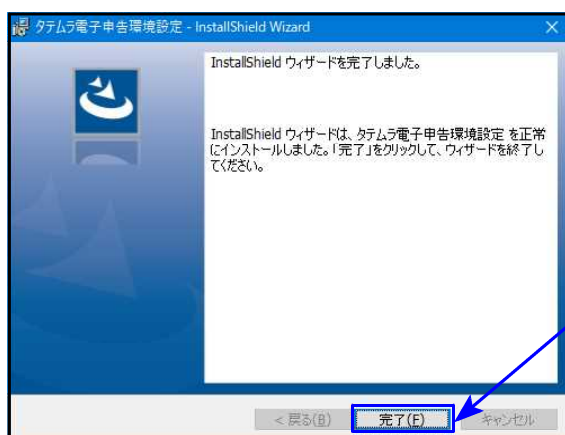 タテムラ電子申告環境設定 - InstallShield Wizard
InstallShield ウィザードを完了しました。
InstallShield ウィザードは、タテムラ電子申告環境設定 を正常
にインストールしました。「完了」をクリックして、ウィザードを終了し
てください。
< 戻る(B)
完了(F)
キャンセル